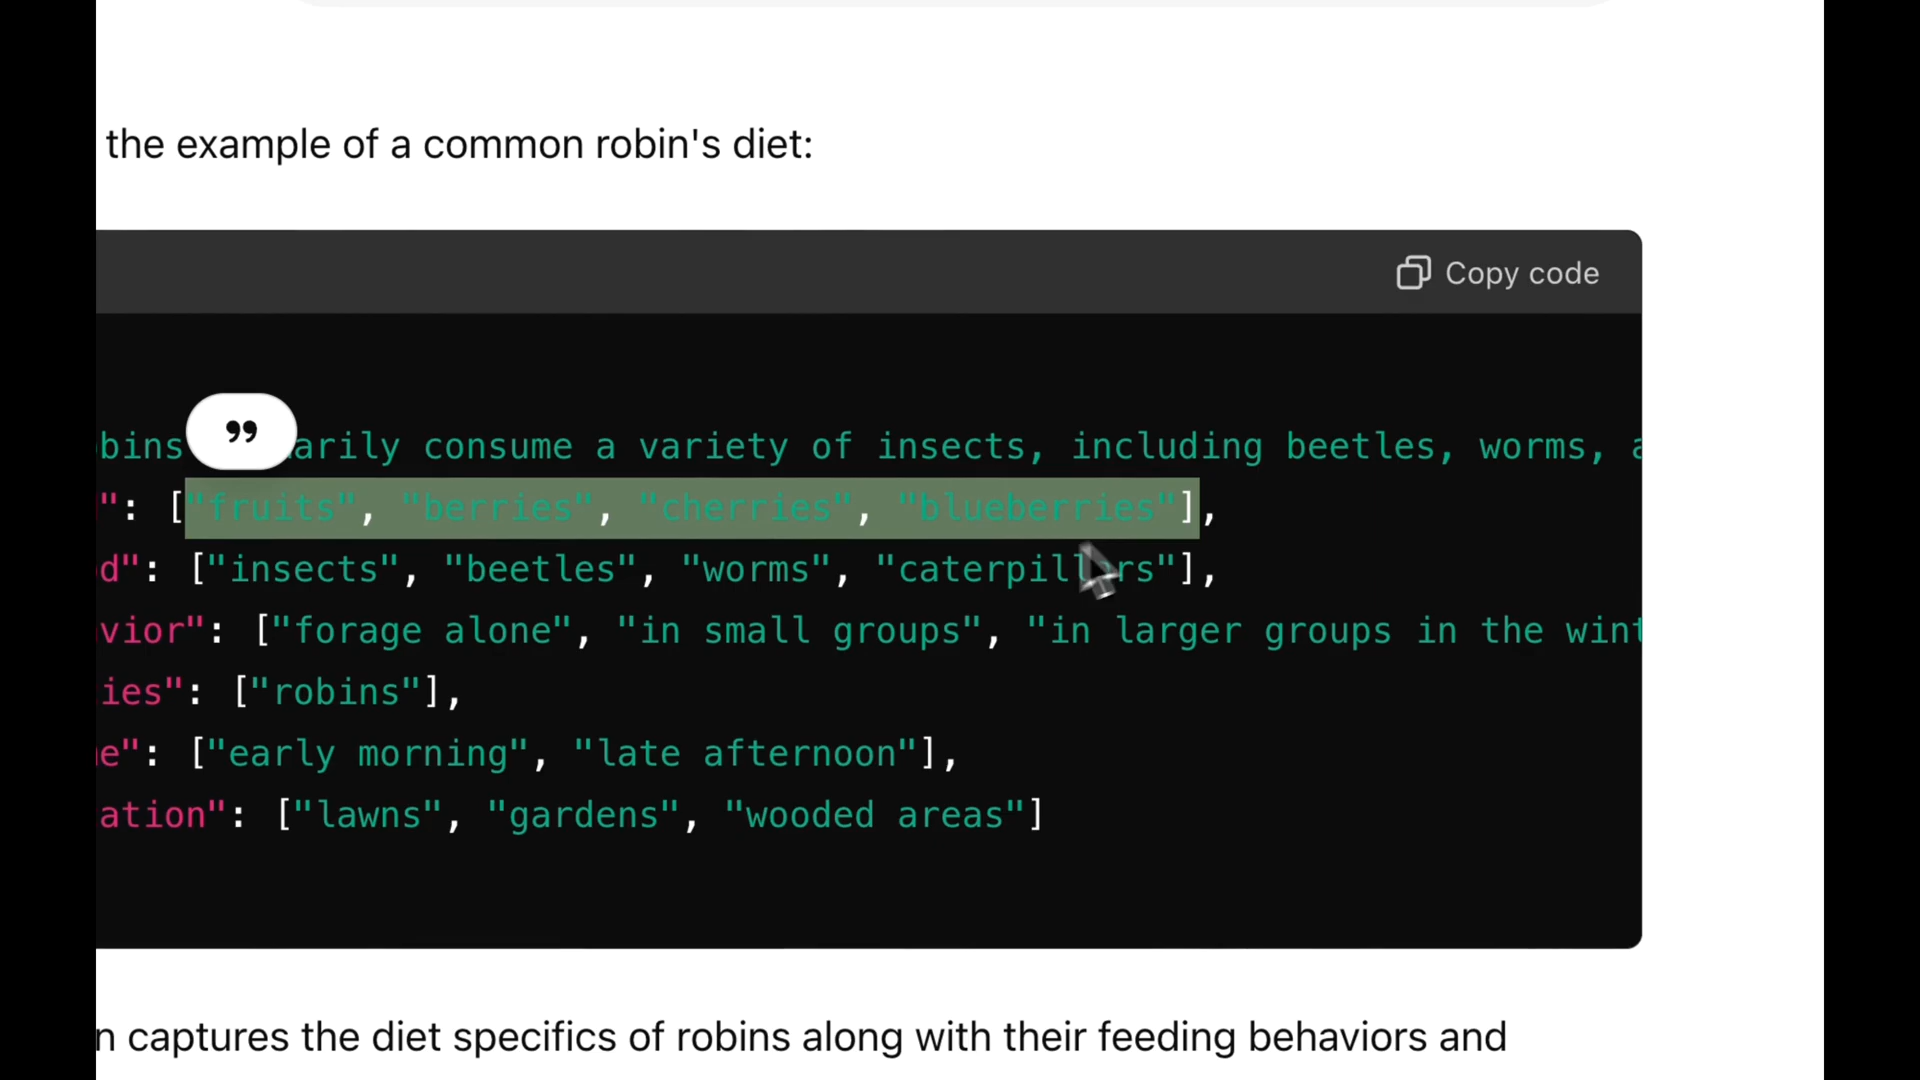 the example of a common robin's diet:
Copy code
bins arily consume a variety of insects, including beetles, worms, a
": ["fruits", "berries", "cherries", "blueberries"],
d": ["insects", "beetles", "worms", "caterpillars"],
vior": ["forage alone", "in small groups", "in larger groups in the wint
ies": ["robins"],
e": ["early morning", "late afternoon"],
ation": ["lawns", "gardens", "wooded areas"]
n captures the diet specifics of robins along with their feeding behaviors and